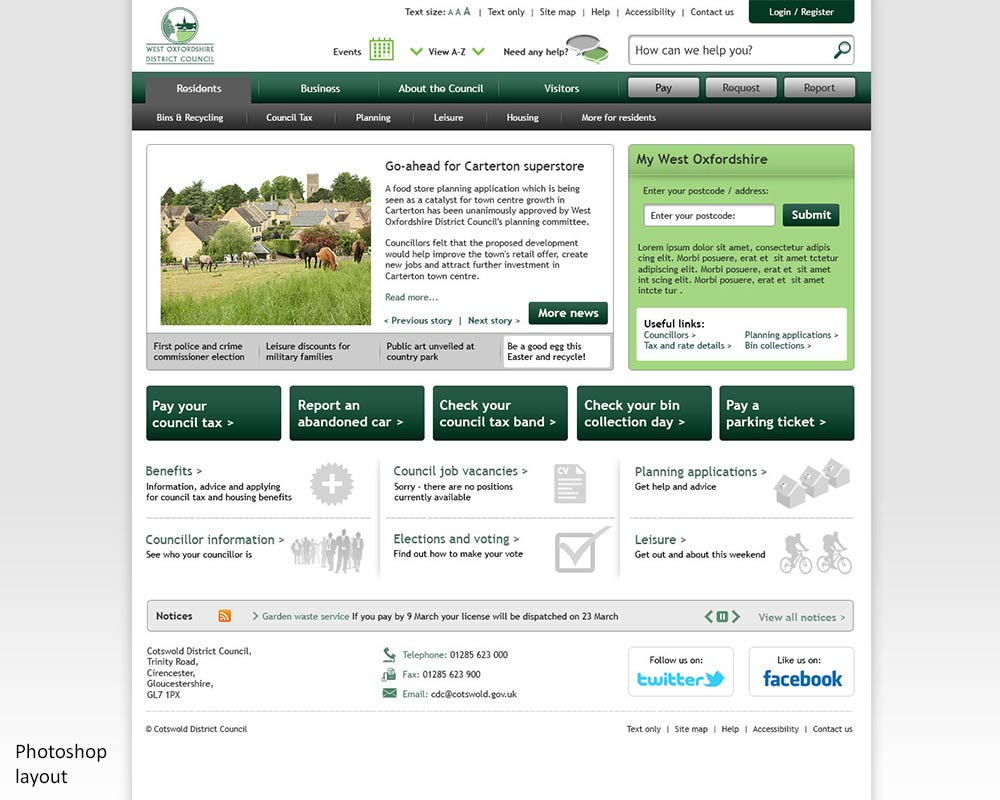 Text size: A A A | Text only | Site map | Help | Accessibility | Contact us
Login / Register
WEST OXFORDSHIRE
DISTRICT COUNCIL
Events
View A-Z
Need any help?
How can we help you?
Residents
Business
About the Council
Visitors
Pay
Request
Report
Bins & Recycling
Council Tax
Planning
Leisure
Housing
More for residents
Go-ahead for Carterton superstore
A food store planning application which is being
seen as a catalyst for town centre growth in
Carterton has been unanimously approved by West
Oxfordshire District Council's planning committee.
Councillors felt that the proposed development
would help improve the town's retail offer, create
new jobs and attract further investment in
Carterton town centre.
Read more...
< Previous story | Next story >
More news
First police and crime
commissioner election
Leisure discounts for
military families
Public art unveiled at
country park
Be a good egg this
Easter and recycle!
My West Oxfordshire
Enter your postcode / address:
Enter your postcode:
Submit
Lorem ipsum dolor sit amet, consectetur adipis
cing elit. Morbi posuere, erat et sit amet tctetur
adipiscing elit. Morbi posuere, erat et sit amet
int scing elit. Morbi posuere, erat et sit amet
intcte tur .
Useful links:
Councillors >
Planning applications >
Tax and rate details >
Bin collections >
Pay your
council tax >
Report an
abandoned car >
Check your
council tax band >
Check your bin
collection day >
Pay a
parking ticket >
Benefits >
Information, advice and applying
for council tax and housing benefits
Council job vacancies >
Sorry - there are no positions
currently available
CV
Planning applications >
Get help and advice
Councillor information >
See who your councillor is
Elections and voting >
Find out how to make your vote
Leisure >
Get out and about this weekend
Notices
> Garden waste service If you pay by 9 March your license will be dispatched on 23 March
View all notices >
Cotswold District Council,
Trinity Road,
Cirencester,
Gloucestershire,
GL7 1PX
Telephone: 01285 623 000
Fax: 01285 623 900
Email: cdc@cotswold.gov.uk
Follow us on:
twitter
Like us on:
facebook
© Cotswold District Council
Text only | Site map | Help | Accessibility | Contact us
Photoshop
layout